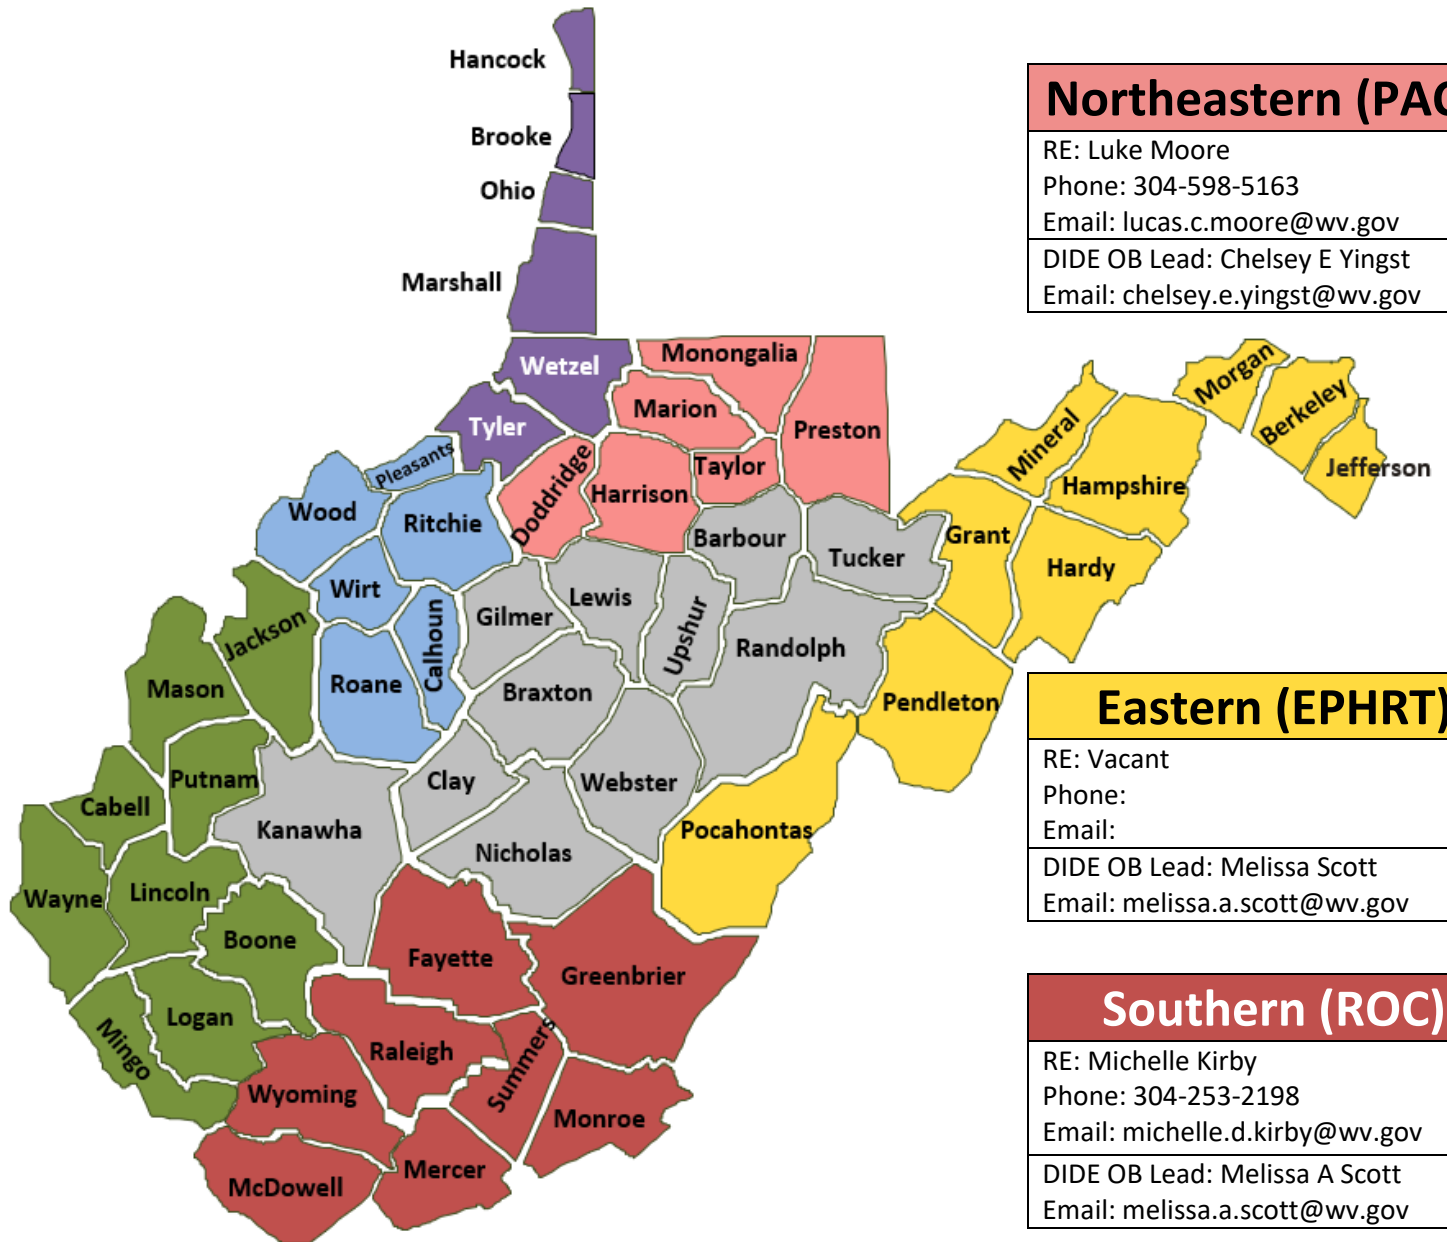 Hancock
Brooke
Ohio
Marshall
Wetzel
Tyler
Monongalia
Marion
Preston
Taylor
Doddridge
Harrison
Pleasants
Wood
Ritchie
Wirt
Calhoun
Roane
Barbour
Tucker
Gilmer
Lewis
Upshur
Randolph
Braxton
Webster
Clay
Nicholas
Kanawha
Jackson
Mason
Putnam
Cabell
Wayne
Lincoln
Boone
Logan
Mingo
Morgan
Berkeley
Jefferson
Mineral
Hampshire
Grant
Hardy
Pendleton
Pocahontas
Fayette
Greenbrier
Raleigh
Summers
Wyoming
Monroe
McDowell
Mercer
Northeastern (PAC
RE: Luke Moore
Phone: 304-598-5163
Email: lucas.c.moore@wv.gov
DIDE OB Lead: Chelsey E Yingst
Email: chelsey.e.yingst@wv.gov
Eastern (EPHRT)
RE: Vacant
Phone:
Email:
DIDE OB Lead: Melissa Scott
Email: melissa.a.scott@wv.gov
Southern (ROC)
RE: Michelle Kirby
Phone: 304-253-2198
Email: michelle.d.kirby@wv.gov
DIDE OB Lead: Melissa A Scott
Email: melissa.a.scott@wv.gov